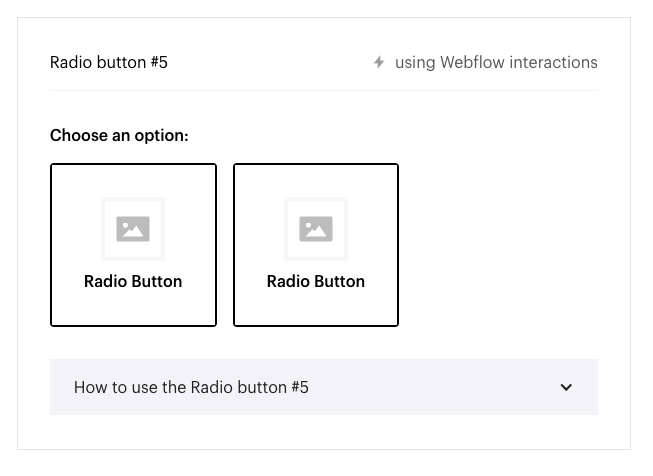 Radio button #5
using Webflow interactions
Choose an option:
Radio Button
Radio Button
How to use the Radio button #5